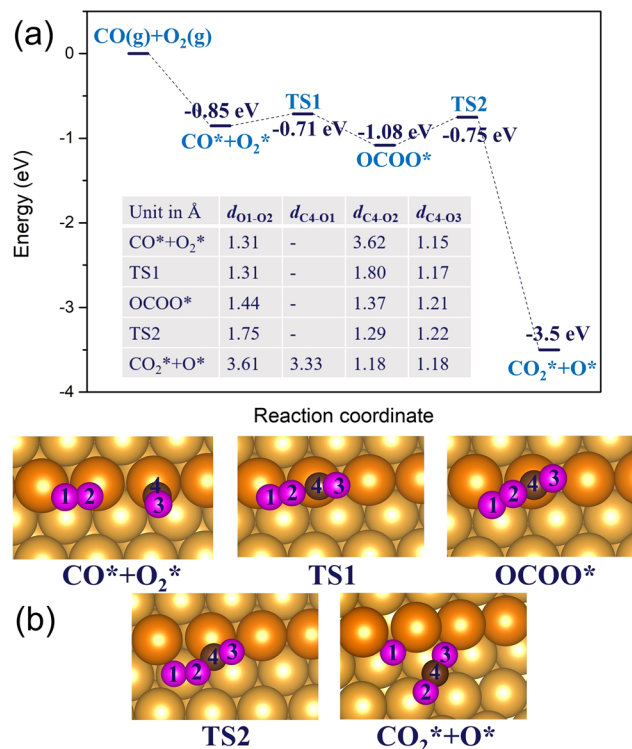 (a)
CO(g)+O₂(g)
0
-0.85 eV
CO*+O₂*
TS1
-0.71 eV
-1.08 eV
OCOO*
TS2
-0.75 eV
-1
-2
-3
-4
Energy (eV)
Unit in Å d_O1-O2 d_C4-O1 d_C4-O2 d_C4-O3
CO*+O₂* 1.31 - 3.62 1.15
TS1 1.31 - 1.80 1.17
OCOO* 1.44 - 1.37 1.21
TS2 1.75 - 1.29 1.22
CO₂*+O* 3.61 3.33 1.18 1.18
-3.5 eV
CO₂*+O*
Reaction coordinate
1 2 4 3
CO*+O₂*
1 2 4 3
TS1
1 2 4 3
OCOO*
(b)
1 2 4 3
TS2
1 3 4 2
CO₂*+O*